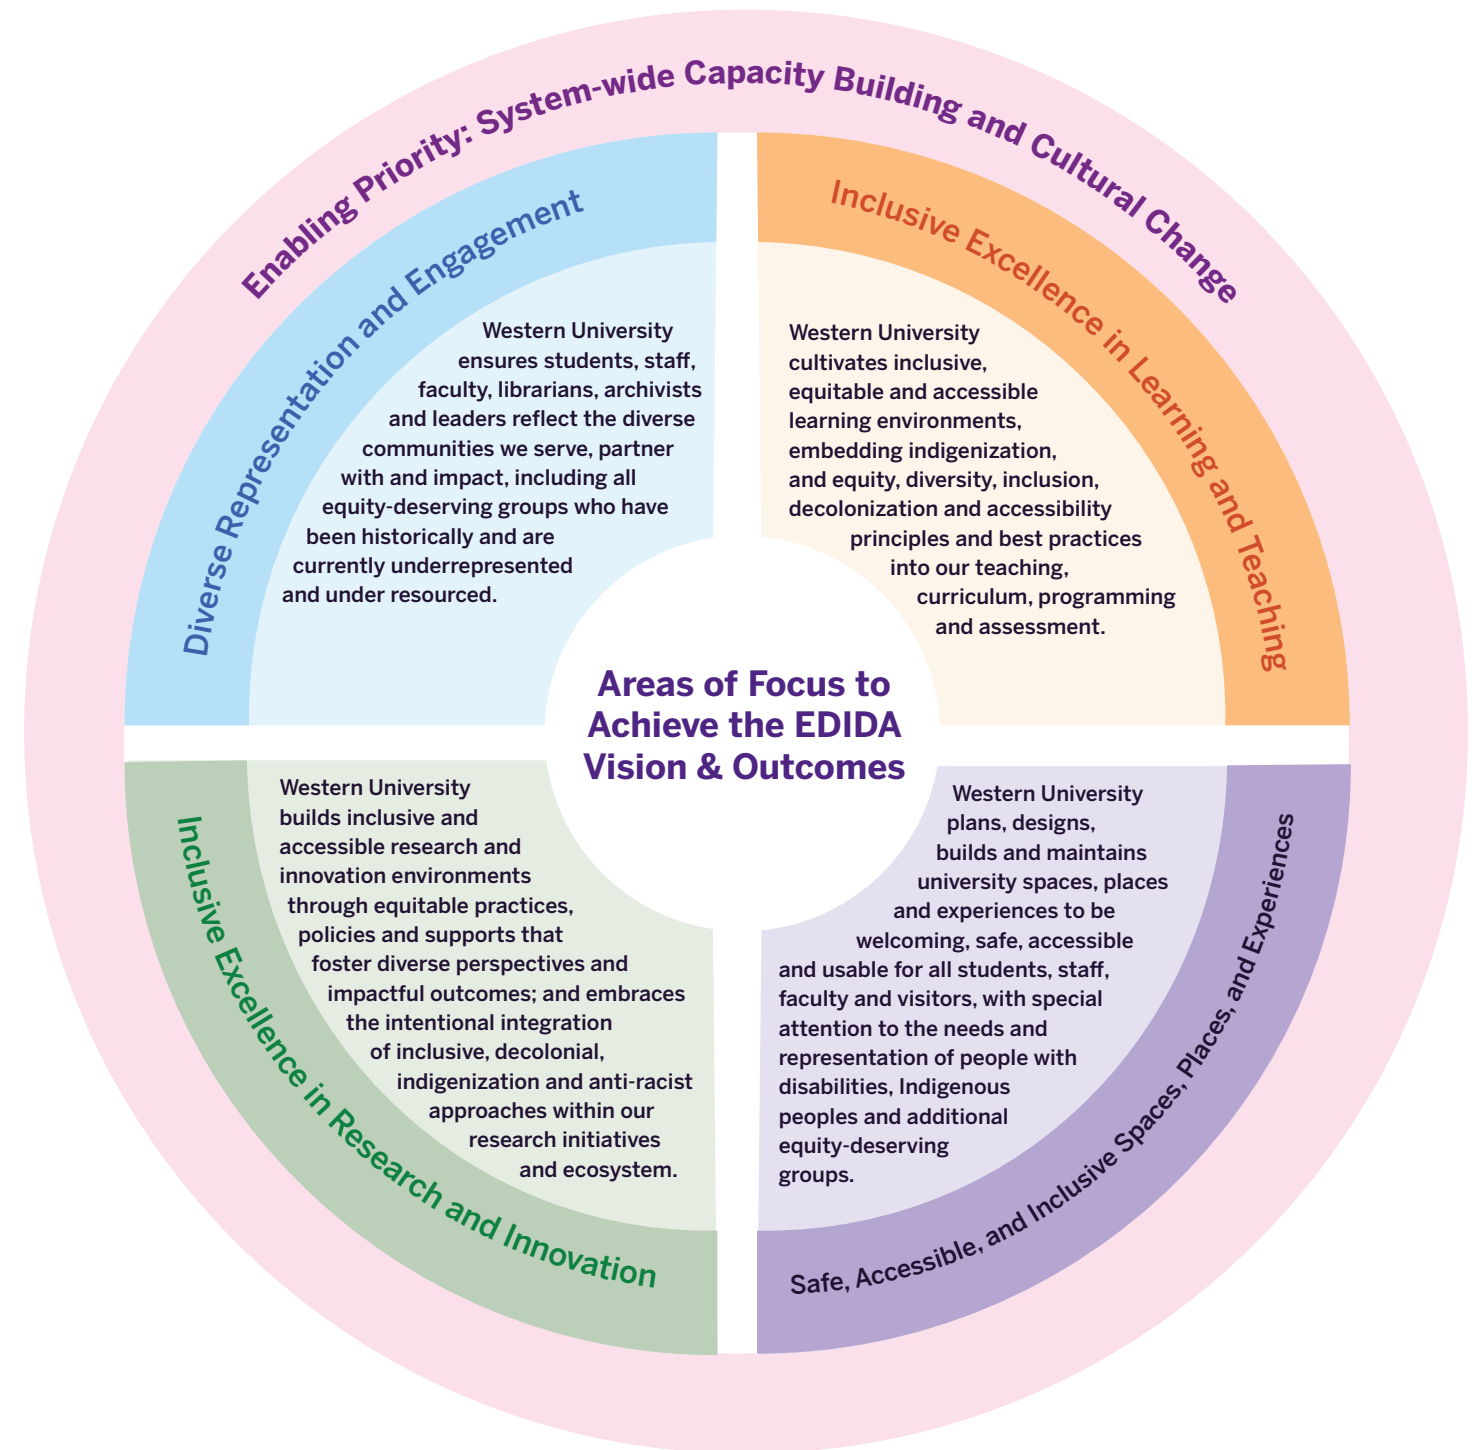 Enabling Priority: System-wide Capacity Building and Cultural Change
Diverse Representation and Engagement
Western University
ensures students, staff,
faculty, librarians, archivists
and leaders reflect the diverse
communities we serve, partner
with and impact, including all
equity-deserving groups who have
been historically and are
currently underrepresented
and under resourced.
Inclusive Excellence in Learning and Teaching
Western University
cultivates inclusive,
equitable and accessible
learning environments,
embedding indigenization,
and equity, diversity, inclusion,
decolonization and accessibility
principles and best practices
into our teaching,
curriculum, programming
and assessment.
Areas of Focus to
Achieve the EDIDA
Vision & Outcomes
Inclusive Excellence in Research and Innovation
Western University
builds inclusive and
accessible research and
innovation environments
through equitable practices,
policies and supports that
foster diverse perspectives and
impactful outcomes; and embraces
the intentional integration
of inclusive, decolonial,
indigenization and anti-racist
approaches within our
research initiatives
and ecosystem.
Safe, Accessible, and Inclusive Spaces, Places, and Experiences
Western University
plans, designs,
builds and maintains
university spaces, places
and experiences to be
welcoming, safe, accessible
and usable for all students, staff,
faculty and visitors, with special
attention to the needs and
representation of people with
disabilities, Indigenous
peoples and additional
equity-deserving
groups.